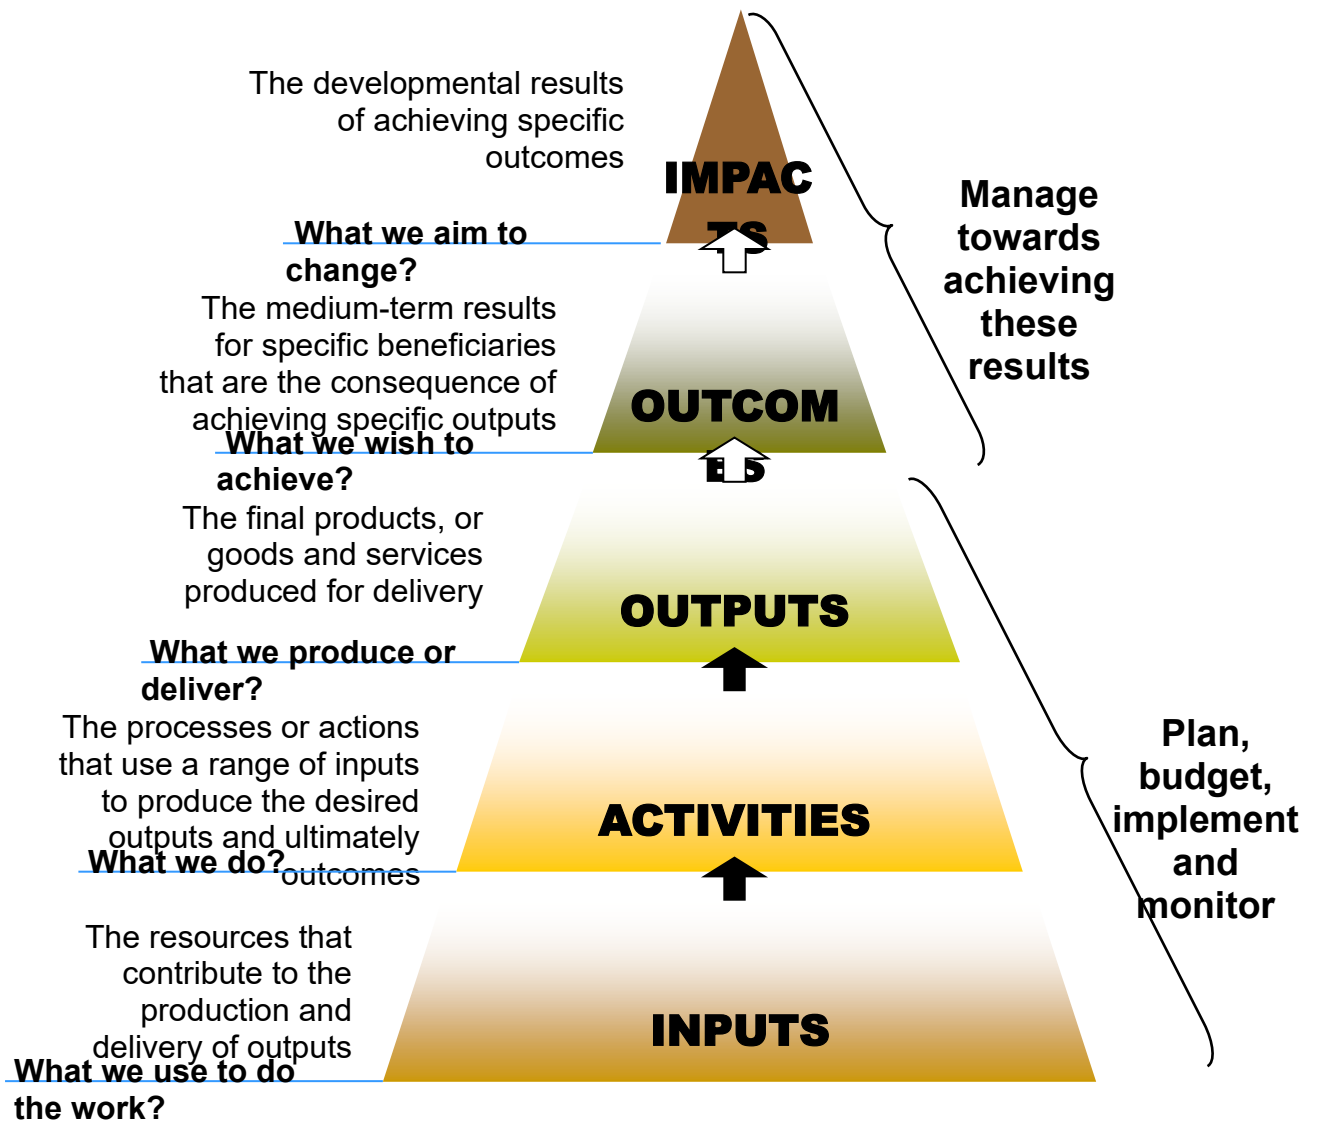 The developmental results
of achieving specific
outcomes
IMPAC
TS
What we aim to
change?
Manage
towards
achieving
these
results
The medium-term results
for specific beneficiaries
that are the consequence of
achieving specific outputs
OUTCOM
ES
What we wish to
achieve?
The final products, or
goods and services
produced for delivery
OUTPUTS
What we produce or
deliver?
The processes or actions
that use a range of inputs
to produce the desired
outputs and ultimately
outcomes
ACTIVITIES
What we do?
Plan,
budget,
implement
and
monitor
The resources that
contribute to the
production and
delivery of outputs
INPUTS
What we use to do
the work?